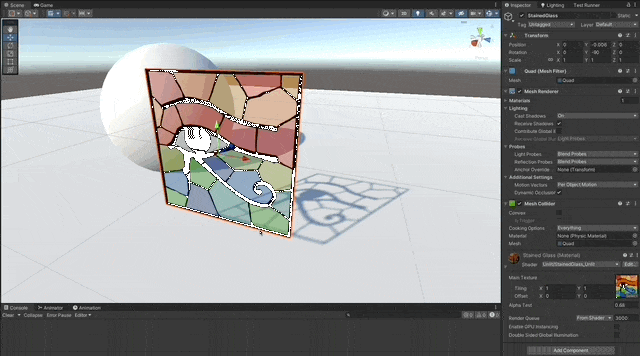 Scene Game
Inspector Lighting Test Runner
StainedGlass Static
Tag Untagged Layer Default
Transform
Position X 0 Y -0.006 Z 0
Rotation X 0 Y -90 Z 0
Scale X 1 Y 1 Z 1
Quad (Mesh Filter)
Mesh Quad
Mesh Renderer
Materials 1
Lighting
Cast Shadows On
Receive Shadows
Contribute Global I
Receive Global Illu Light Probes
Probes
Light Probes Blend Probes
Reflection Probes Blend Probes
Anchor Override None (Transform)
Additional Settings
Motion Vectors Per Object Motion
Dynamic Occlusion
Mesh Collider
Convex
Is Trigger
Cooking Options Everything
Material None (Physic Material)
Mesh Quad
Stained Glass (Material)
Shader Unlit/StainedGlass_Unlit Edit...
Main Texture
Tiling X 1 Y 1
Offset X 0 Y 0
Select
Alpha Test 0.68
Render Queue From Shader 3000
Enable GPU Instancing
Double Sided Global Illumination
Add Component
Console Animator Animation
Clear Collapse Error Pause Editor